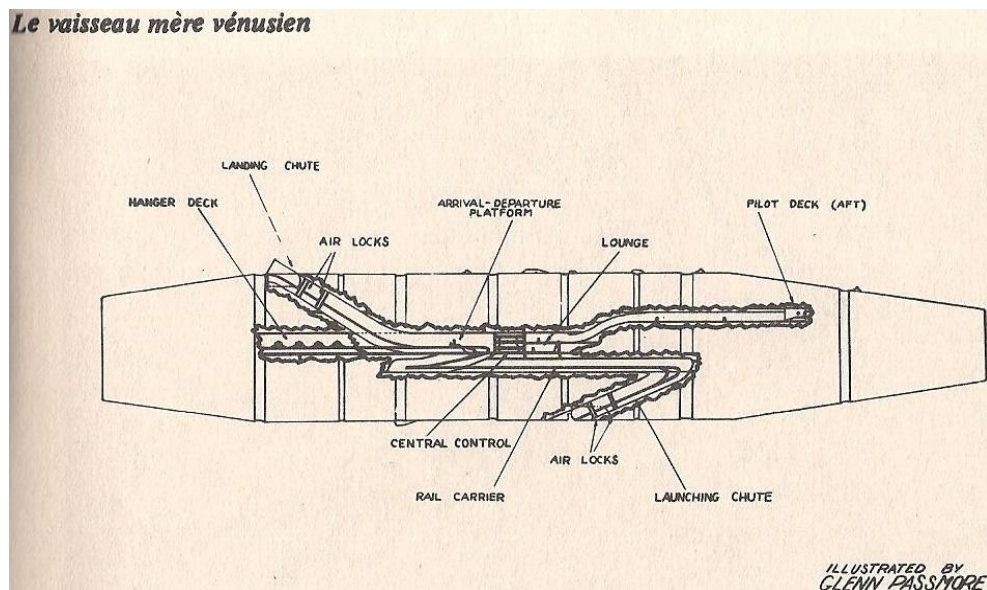 Le vaisseau mère vénusien
LANDING CHUTE
HANGER DECK
ARRIVAL-DEPARTURE
PLATFORM
PILOT DECK (AFT)
AIR LOCKS
LOUNGE
CENTRAL CONTROL
AIR LOCKS
RAIL CARRIER
LAUNCHING CHUTE
ILLUSTRATED BY
GLENN PASSMORE